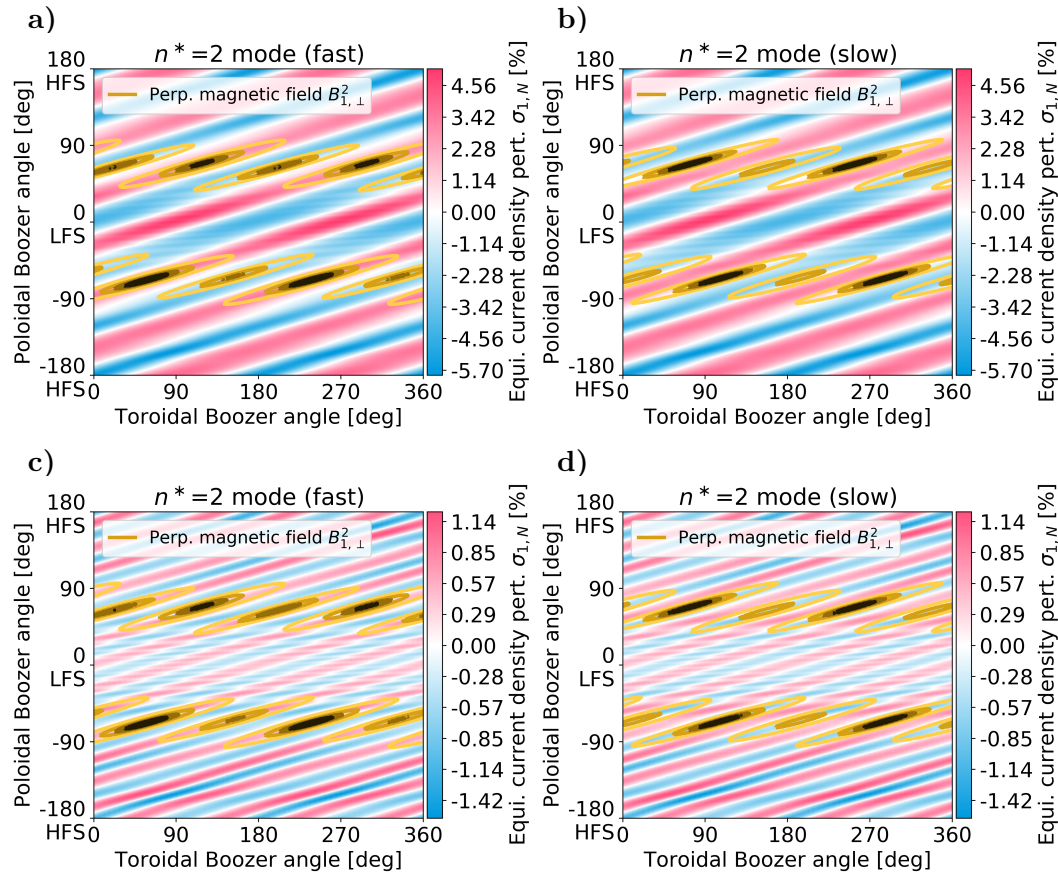 a)
n*=2 mode (fast)
Perp. magnetic field B²₁,⊥
180
HFS
90
0
LFS
-90
-180
HFS
Poloidal Boozer angle [deg]
0 90 180 270 360
Toroidal Boozer angle [deg]
4.56
3.42
2.28
1.14
0.00
-1.14
-2.28
-3.42
-4.56
-5.70
Equi. current density pert. σ₁,N [%]
b)
n*=2 mode (slow)
Perp. magnetic field B²₁,⊥
180
HFS
90
0
LFS
-90
-180
HFS
Poloidal Boozer angle [deg]
0 90 180 270 360
Toroidal Boozer angle [deg]
4.56
3.42
2.28
1.14
0.00
-1.14
-2.28
-3.42
-4.56
-5.70
Equi. current density pert. σ₁,N [%]
c)
n*=2 mode (fast)
Perp. magnetic field B²₁,⊥
180
HFS
90
0
LFS
-90
-180
HFS
Poloidal Boozer angle [deg]
0 90 180 270 360
Toroidal Boozer angle [deg]
1.14
0.85
0.57
0.29
0.00
-0.28
-0.57
-0.85
-1.14
-1.42
Equi. current density pert. σ₁,N [%]
d)
n*=2 mode (slow)
Perp. magnetic field B²₁,⊥
180
HFS
90
0
LFS
-90
-180
HFS
Poloidal Boozer angle [deg]
0 90 180 270 360
Toroidal Boozer angle [deg]
1.14
0.85
0.57
0.29
0.00
-0.28
-0.57
-0.85
-1.14
-1.42
Equi. current density pert. σ₁,N [%]